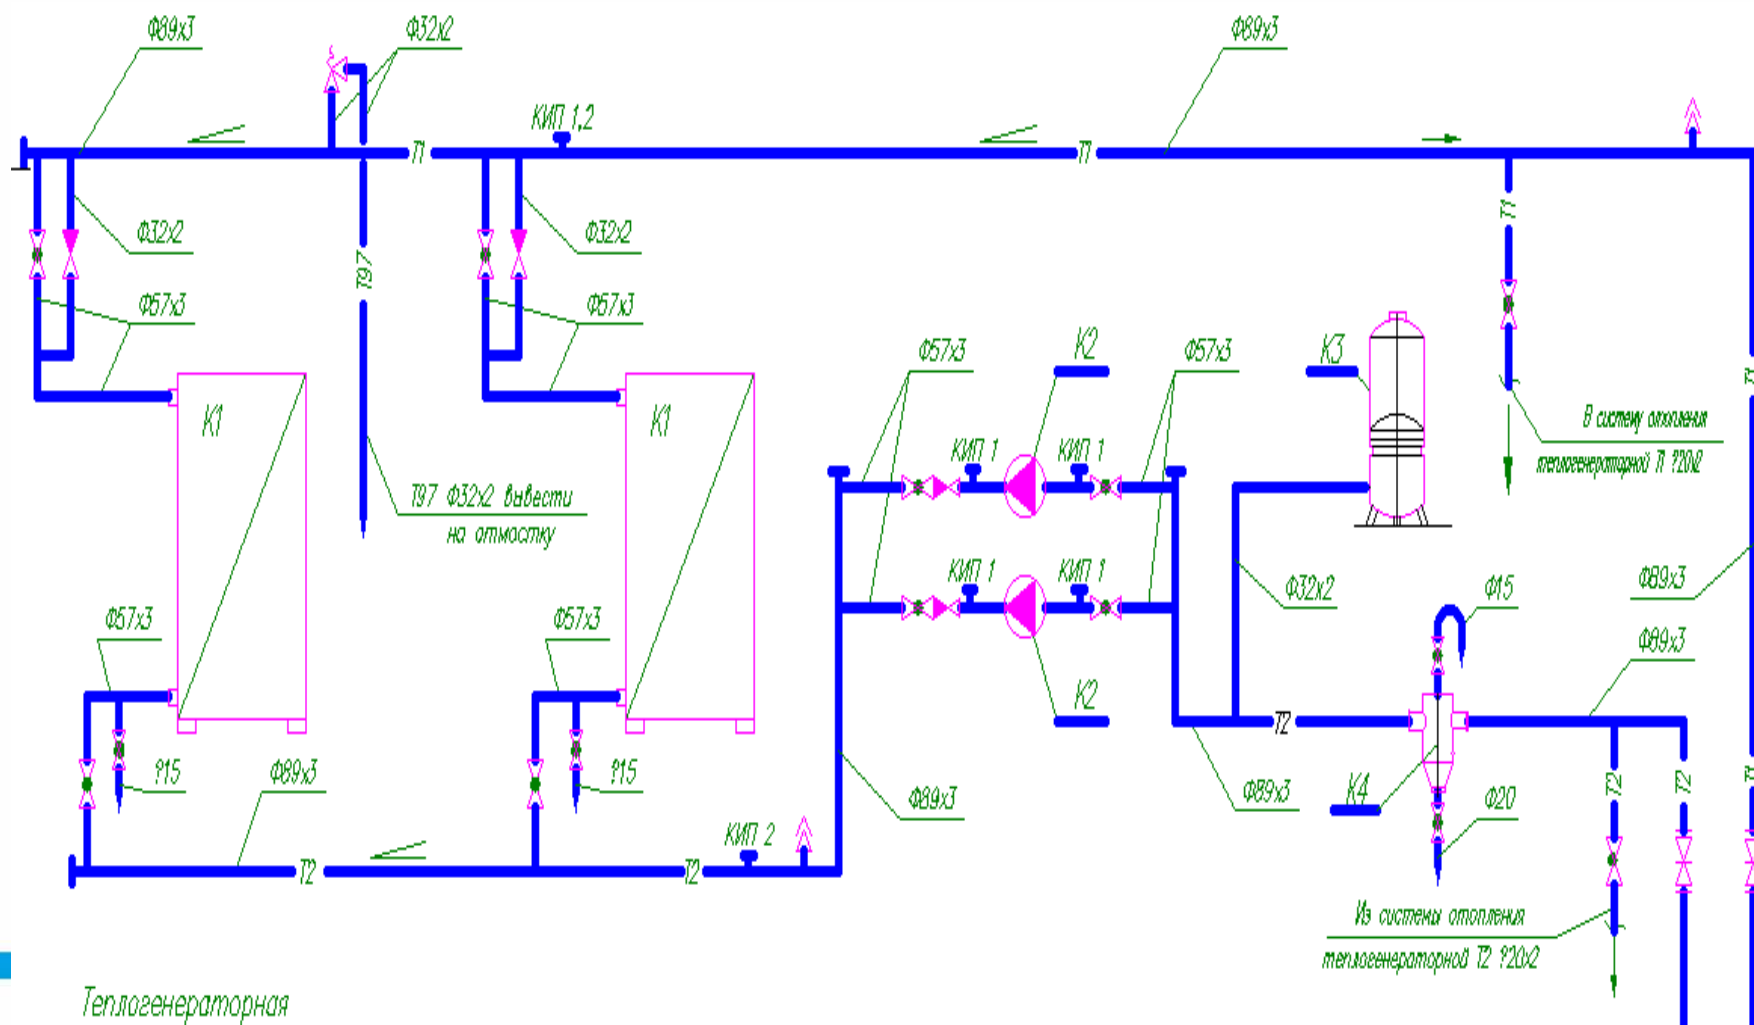 Ф89х3
Ф32х2
Ф89х3
КИП 1,2
Т1
Т1
Т1
Ф32х2
Ф32х2
Т97
Ф57х3
Ф57х3
Ф57х3
К2
Ф57х3
К3
Т1
К1
К1
В систему отопления
теплогенераторной Т1 ?20х2
КИП 1
КИП 1
Т97 Ф32х2 вывести
на отмостку
КИП 1
КИП 1
Ф32х2
Ф15
Ф89х3
Ф57х3
Ф57х3
Ф89х3
К2
Т2
?15
Ф89х3
?15
Ф89х3
Ф89х3
К4
Ф20
Т2
Т2
Т1
КИП 2
Т2
Т2
Из системы отопления
теплогенераторной Т2 ?20х2
Теплогенераторная